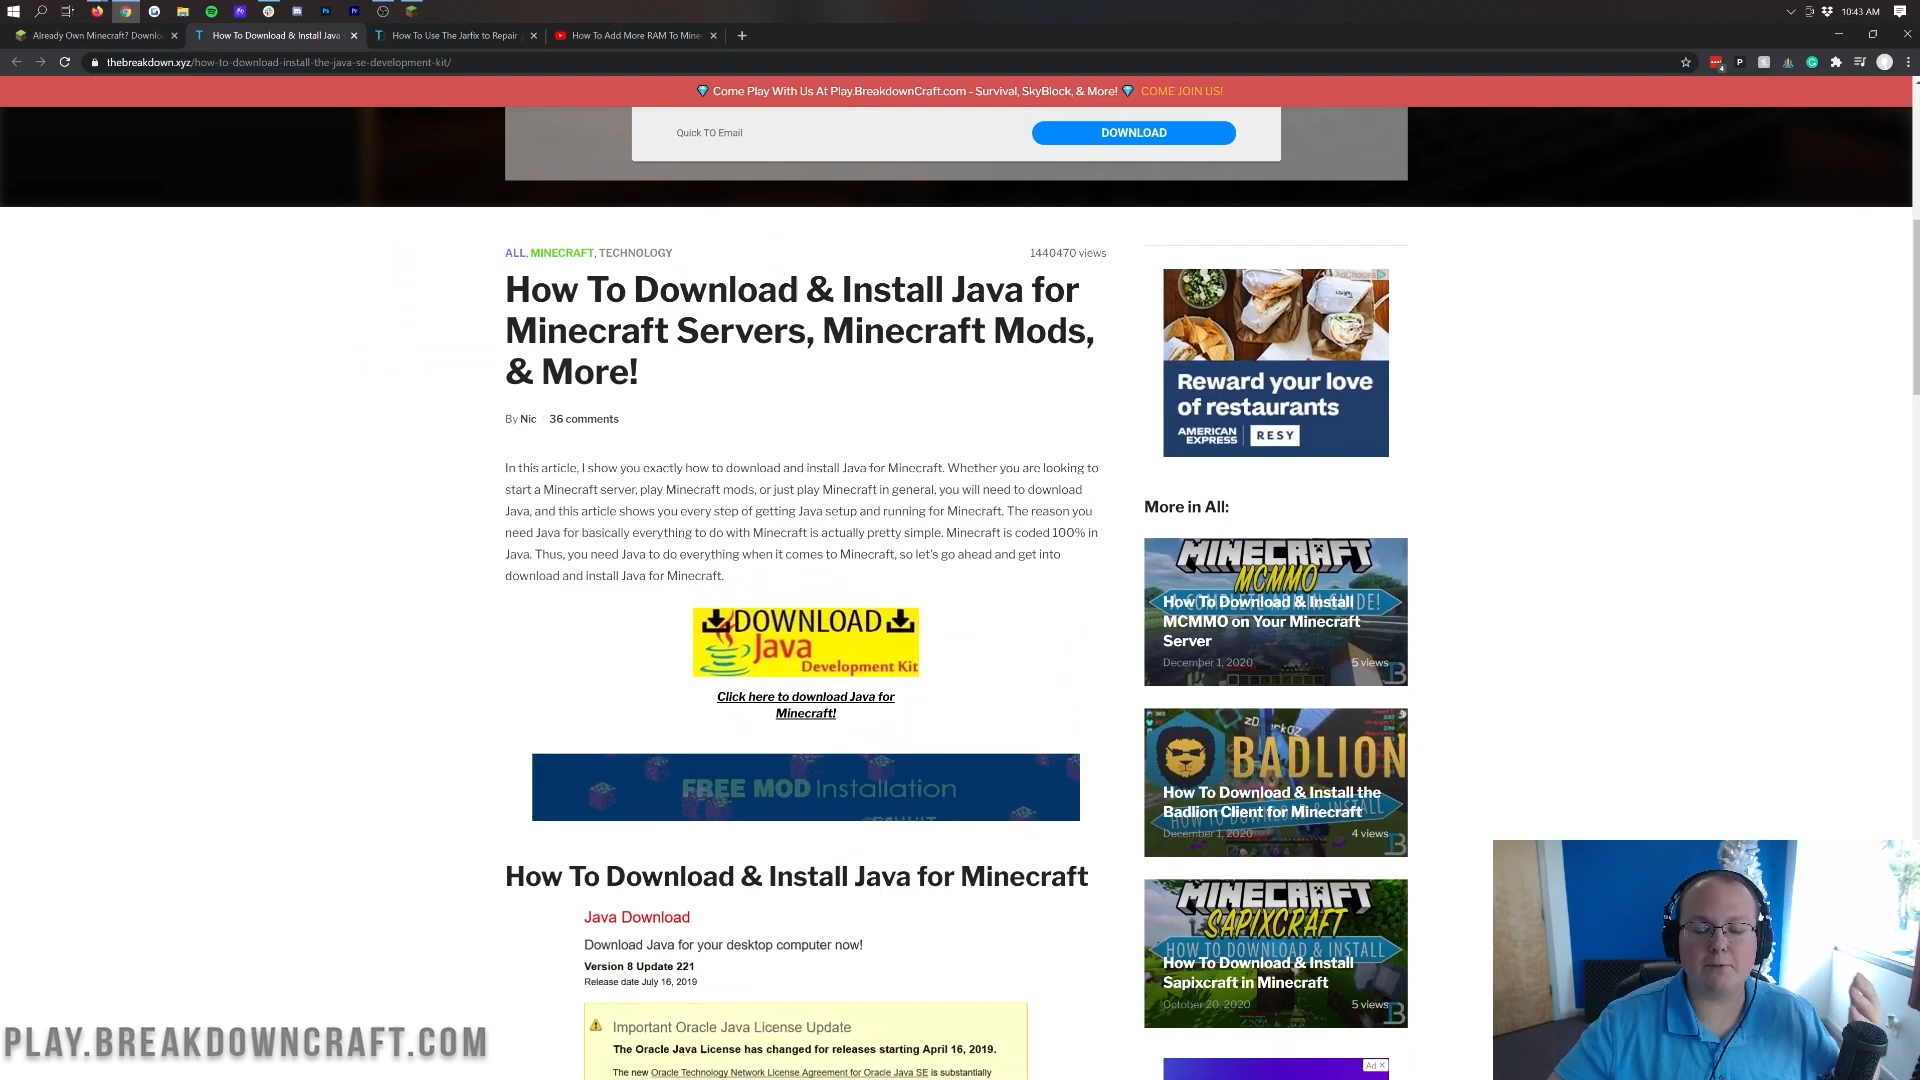 10:43 AM
Already Own Minecraft? Downlo
How To Download & Install Java
How To Use The Jarfix to Repair
How To Add More RAM To Mine
thebreakdown.xyz/how-to-download-install-the-java-se-development-kit/
Come Play With Us At Play.BreakdownCraft.com - Survival, SkyBlock, & More! COME JOIN US!
Quick TO Email
DOWNLOAD
ALL, MINECRAFT, TECHNOLOGY
1440470 views
How To Download & Install Java for
Minecraft Servers, Minecraft Mods,
& More!
By Nic
36 comments
In this article, I show you exactly how to download and install Java for Minecraft. Whether you are looking to
start a Minecraft server, play Minecraft mods, or just play Minecraft in general, you will need to download
Java, and this article shows you every step of getting Java setup and running for Minecraft. The reason you
need Java for basically everything to do with Minecraft is actually pretty simple. Minecraft is coded 100% in
Java. Thus, you need Java to do everything when it comes to Minecraft, so let's go ahead and get into
download and install Java for Minecraft.
DOWNLOAD
Java
Development Kit
Click here to download Java for
Minecraft!
FREE MOD Installation
How To Download & Install Java for Minecraft
Java Download
Download Java for your desktop computer now!
Version 8 Update 221
Release date July 16, 2019
Important Oracle Java License Update
The Oracle Java License has changed for releases starting April 16, 2019.
The new Oracle Technology Network License Agreement for Oracle Java SE is substantially
AdChoices
Reward your love
of restaurants
AMERICAN
EXPRESS
RESY
More in All:
MINECRAFT
MCMMO
A COMPLETE ADMIN GUIDE!
How To Download & Install
MCMMO on Your Minecraft
Server
December 1, 2020
5 views
BADLION
HOW TO DOWNLOAD & INSTALL
How To Download & Install the
Badlion Client for Minecraft
December 1, 2020
4 views
MINECRAFT
SAPIXCRAFT
HOW TO DOWNLOAD & INSTALL
How To Download & Install
Sapixcraft in Minecraft
October 20, 2020
5 views
Ad
PLAY.BREAKDOWNCRAFT.COM